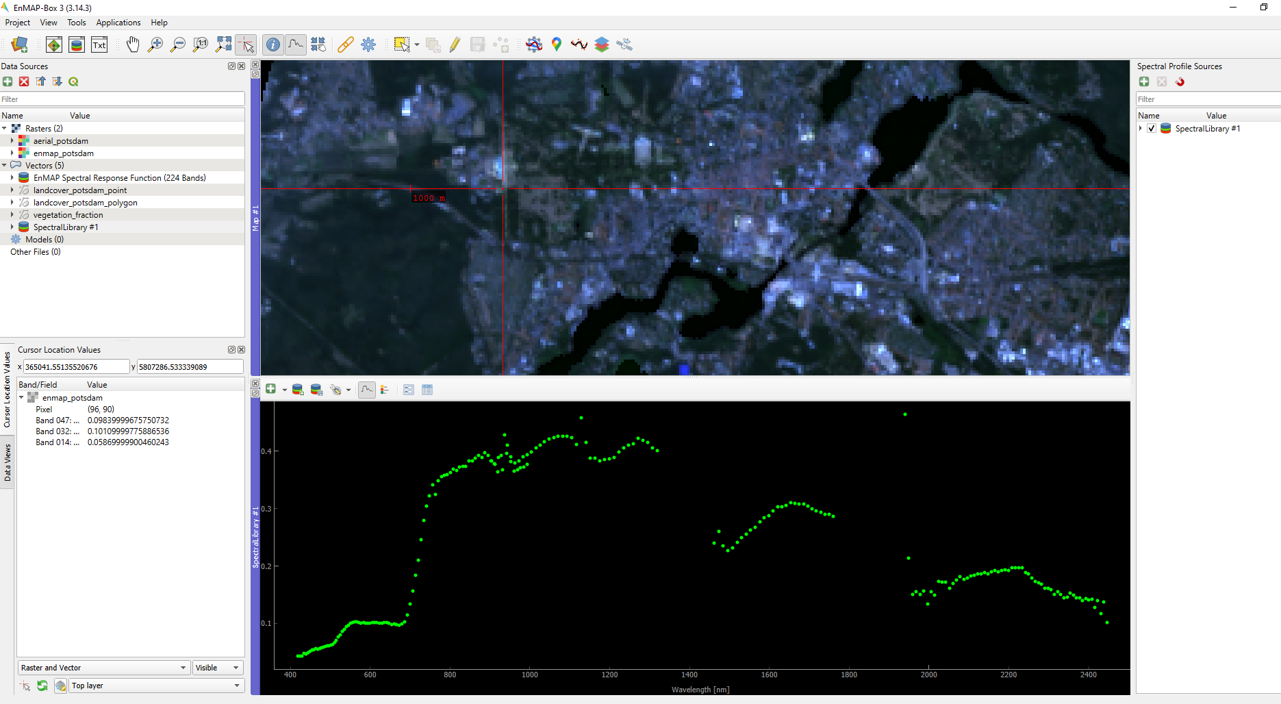 EnMAP-Box 3 (3.14.3)
Project View Tools Applications Help
Txt
1:1
Data Sources
Filter
Name Value
Rasters (2)
aerial_potsdam
enmap_potsdam
Vectors (5)
EnMAP Spectral Response Function (224 Bands)
landcover_potsdam_point
landcover_potsdam_polygon
vegetation_fraction
SpectralLibrary #1
Models (0)
Other Files (0)
Cursor Location Values
Data Views
Cursor Location Values
x 365041.55135520676 y 5807286.533339089
Band/Field Value
enmap_potsdam
Pixel (96, 90)
Band 047: ... 0.09839999675750732
Band 032: ... 0.10109999775886536
Band 014: ... 0.05869999900460243
Raster and Vector Visible
Top layer
Map #1
1000 m
SpectralLibrary #1
0.4
0.3
0.2
0.1
400 600 800 1000 1200 1400 1600 1800 2000 2200 2400
Wavelength [nm]
Spectral Profile Sources
Filter
Name Value
SpectralLibrary #1